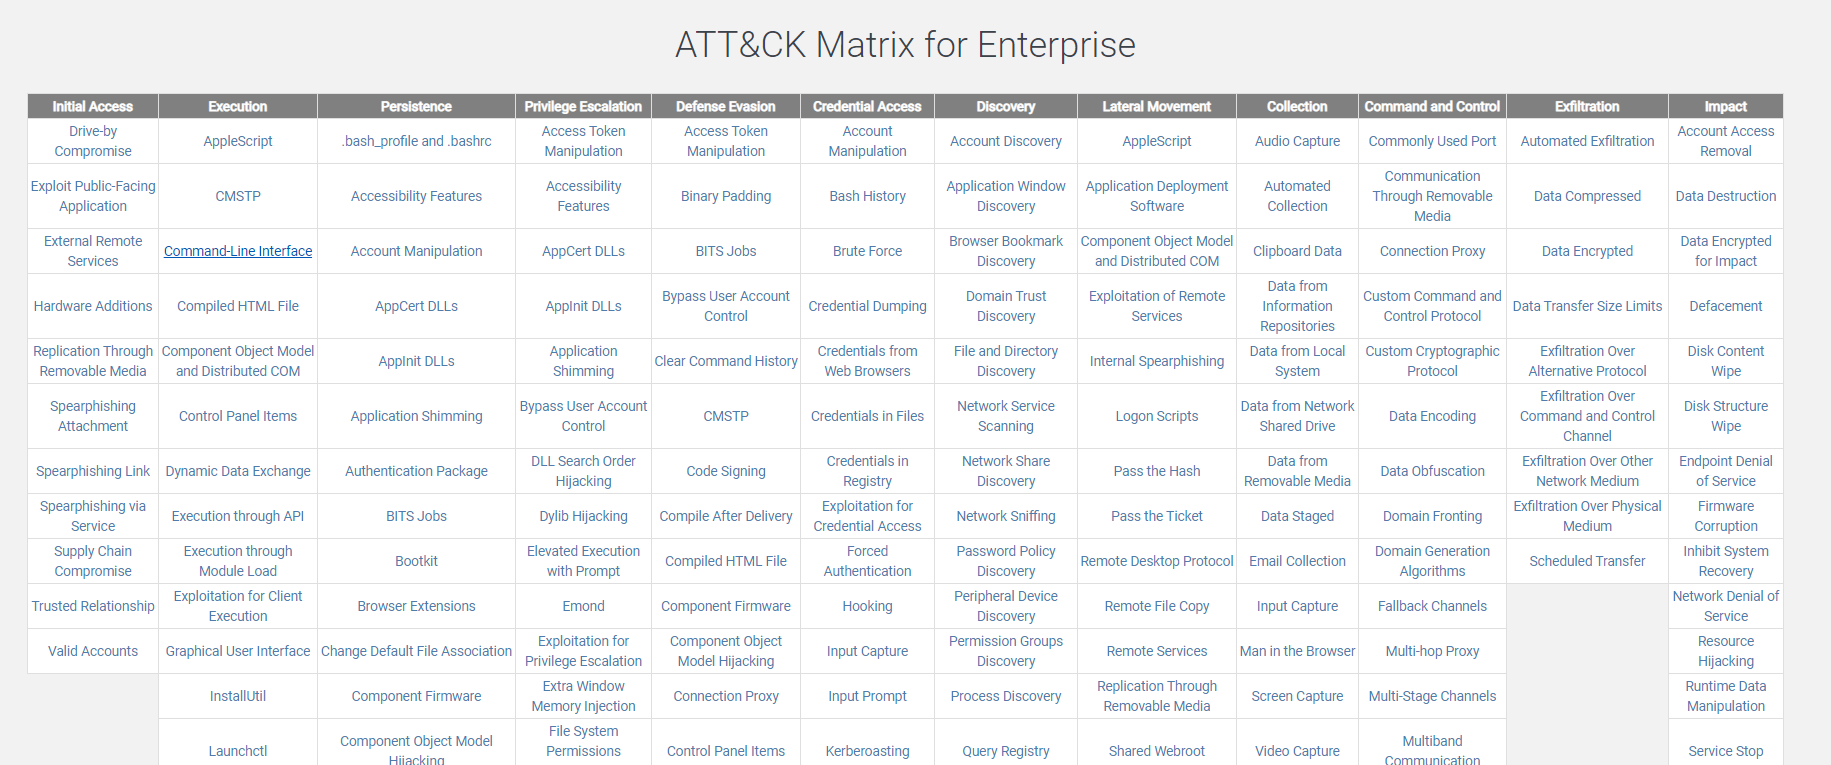 ATT&CK Matrix for Enterprise
Initial Access Execution Persistence Privilege Escalation Defense Evasion Credential Access Discovery Lateral Movement Collection Command and Control Exfiltration Impact
Drive-by Compromise AppleScript .bash_profile and .bashrc Access Token Manipulation Access Token Manipulation Account Manipulation Account Discovery AppleScript Audio Capture Commonly Used Port Automated Exfiltration Account Access Removal
Exploit Public-Facing Application CMSTP Accessibility Features Accessibility Features Binary Padding Bash History Application Window Discovery Application Deployment Software Automated Collection Communication Through Removable Media Data Compressed Data Destruction
External Remote Services Command-Line Interface Account Manipulation AppCert DLLs BITS Jobs Brute Force Browser Bookmark Discovery Component Object Model and Distributed COM Clipboard Data Connection Proxy Data Encrypted Data Encrypted for Impact
Hardware Additions Compiled HTML File AppCert DLLs AppInit DLLs Bypass User Account Control Credential Dumping Domain Trust Discovery Exploitation of Remote Services Data from Information Repositories Custom Command and Control Protocol Data Transfer Size Limits Defacement
Replication Through Removable Media Component Object Model and Distributed COM AppInit DLLs Application Shimming Clear Command History Credentials from Web Browsers File and Directory Discovery Internal Spearphishing Data from Local System Custom Cryptographic Protocol Exfiltration Over Alternative Protocol Disk Content Wipe
Spearphishing Attachment Control Panel Items Application Shimming Bypass User Account Control CMSTP Credentials in Files Network Service Scanning Logon Scripts Data from Network Shared Drive Data Encoding Exfiltration Over Command and Control Channel Disk Structure Wipe
Spearphishing Link Dynamic Data Exchange Authentication Package DLL Search Order Hijacking Code Signing Credentials in Registry Network Share Discovery Pass the Hash Data from Removable Media Data Obfuscation Exfiltration Over Other Network Medium Endpoint Denial of Service
Spearphishing via Service Execution through API BITS Jobs Dylib Hijacking Compile After Delivery Exploitation for Credential Access Network Sniffing Pass the Ticket Data Staged Domain Fronting Exfiltration Over Physical Medium Firmware Corruption
Supply Chain Compromise Execution through Module Load Bootkit Elevated Execution with Prompt Compiled HTML File Forced Authentication Password Policy Discovery Remote Desktop Protocol Email Collection Domain Generation Algorithms Scheduled Transfer Inhibit System Recovery
Trusted Relationship Exploitation for Client Execution Browser Extensions Emond Component Firmware Hooking Peripheral Device Discovery Remote File Copy Input Capture Fallback Channels Network Denial of Service
Valid Accounts Graphical User Interface Change Default File Association Exploitation for Privilege Escalation Component Object Model Hijacking Input Capture Permission Groups Discovery Remote Services Man in the Browser Multi-hop Proxy Resource Hijacking
InstallUtil Component Firmware Extra Window Memory Injection Connection Proxy Input Prompt Process Discovery Replication Through Removable Media Screen Capture Multi-Stage Channels Runtime Data Manipulation
Launchctl Component Object Model Hijacking File System Permissions Control Panel Items Kerberoasting Query Registry Shared Webroot Video Capture Multiband Communication Service Stop